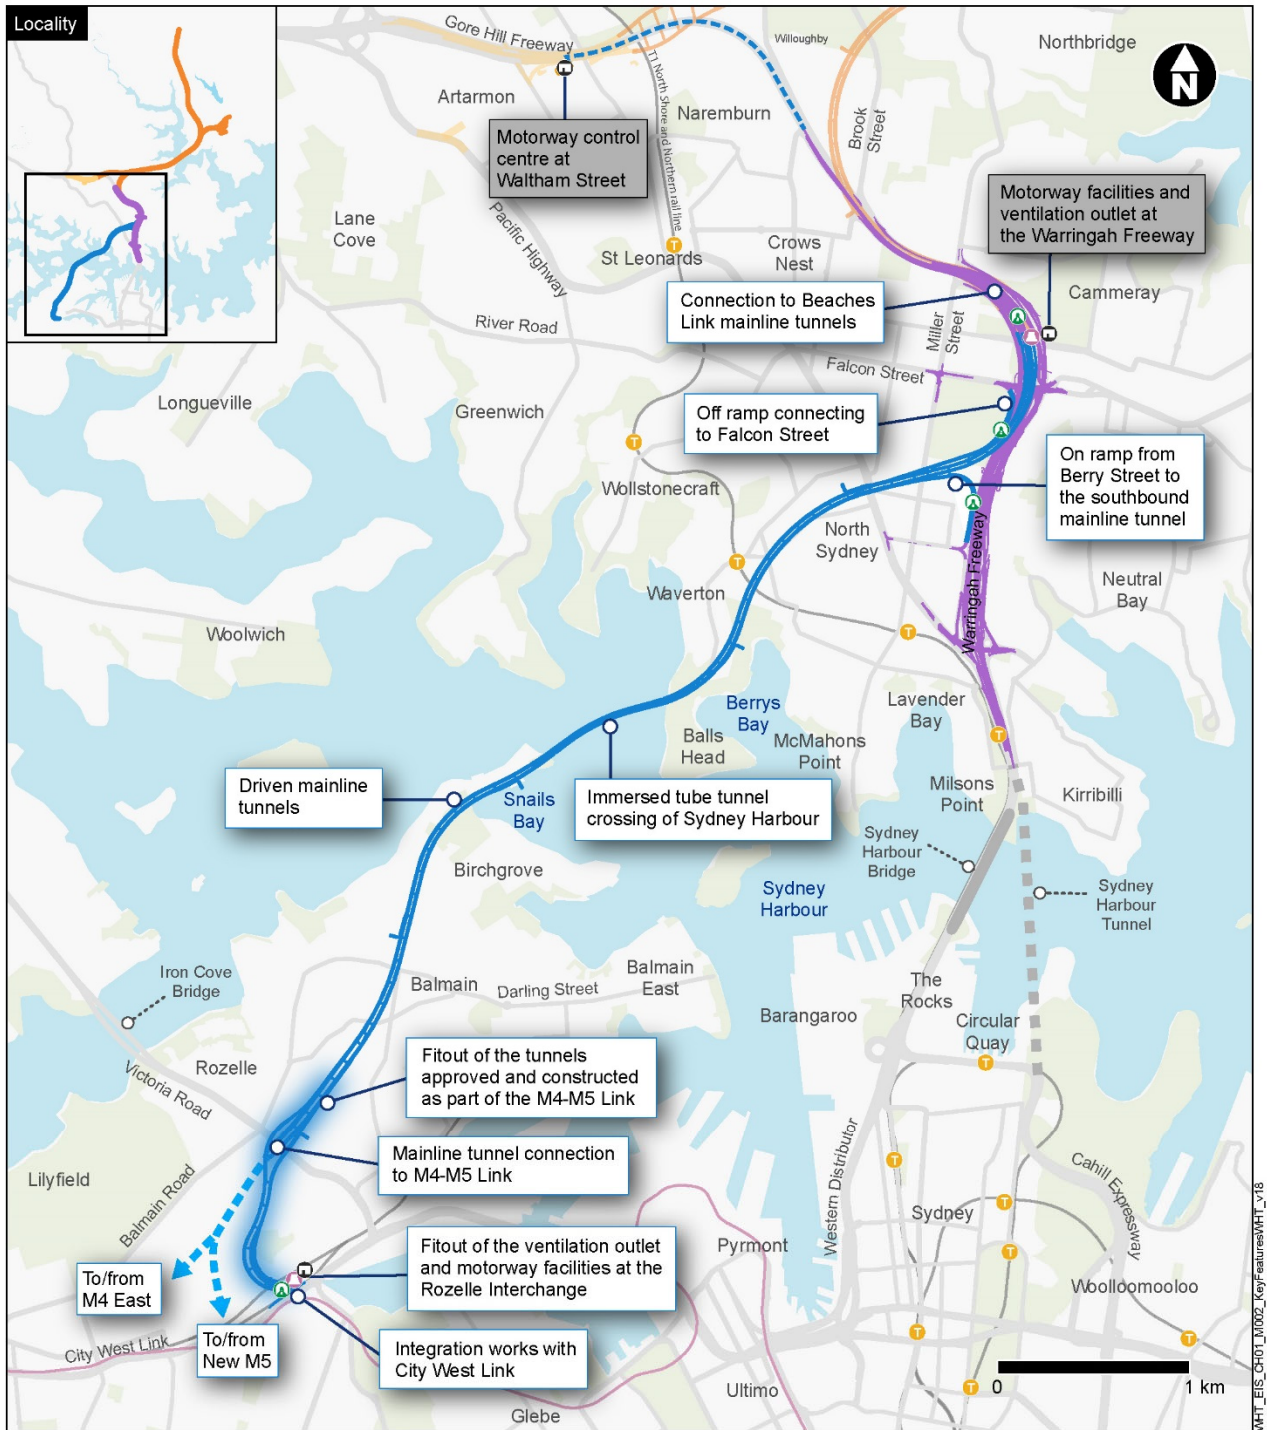 Locality
Gore Hill Freeway
Willoughby
Northbridge
N
T1 North Shore and Northern rail line
Artarmon
Naremburn
Brook
Street
Motorway control
centre at
Waltham Street
Motorway facilities and
ventilation outlet at
the Warringah Freeway
Lane
Cove
Pacific Highway
St Leonards
T
Crows
Nest
Connection to Beaches
Link mainline tunnels
Cammeray
River Road
Miller
Street
Falcon Street
Longueville
Greenwich
Off ramp connecting
to Falcon Street
T
On ramp from
Berry Street to
the southbound
mainline tunnel
Wollstonecraft
North
Sydney
Warringah Freeway
T
Waverton
Neutral
Bay
Woolwich
T
Lavender
Bay
Berrys
Bay
Balls
Head
McMahons
Point
T
Driven mainline
tunnels
Snails
Bay
Immersed tube tunnel
crossing of Sydney Harbour
Milsons
Point
Kirribilli
Sydney
Harbour
Bridge
Birchgrove
Sydney
Harbour
Sydney
Harbour
Tunnel
Iron Cove
Bridge
Balmain
Darling Street
Balmain
East
The
Rocks
Barangaroo
Circular
Quay
T
Rozelle
Victoria Road
Fitout of the tunnels
approved and constructed
as part of the M4-M5 Link
Mainline tunnel connection
to M4-M5 Link
Lilyfield
Balmain Road
Western Distributor
T
Cahill Expressway
T
Sydney
Pyrmont
T
Fitout of the ventilation outlet
and motorway facilities at the
Rozelle Interchange
To/from
M4 East
Woolloomooloo
To/from
New M5
City West Link
Integration works with
City West Link
T
T
T
Ultimo
Glebe
0
1 km
WHT_EIS_CH01_M002_KeyFeaturesWHT_v18